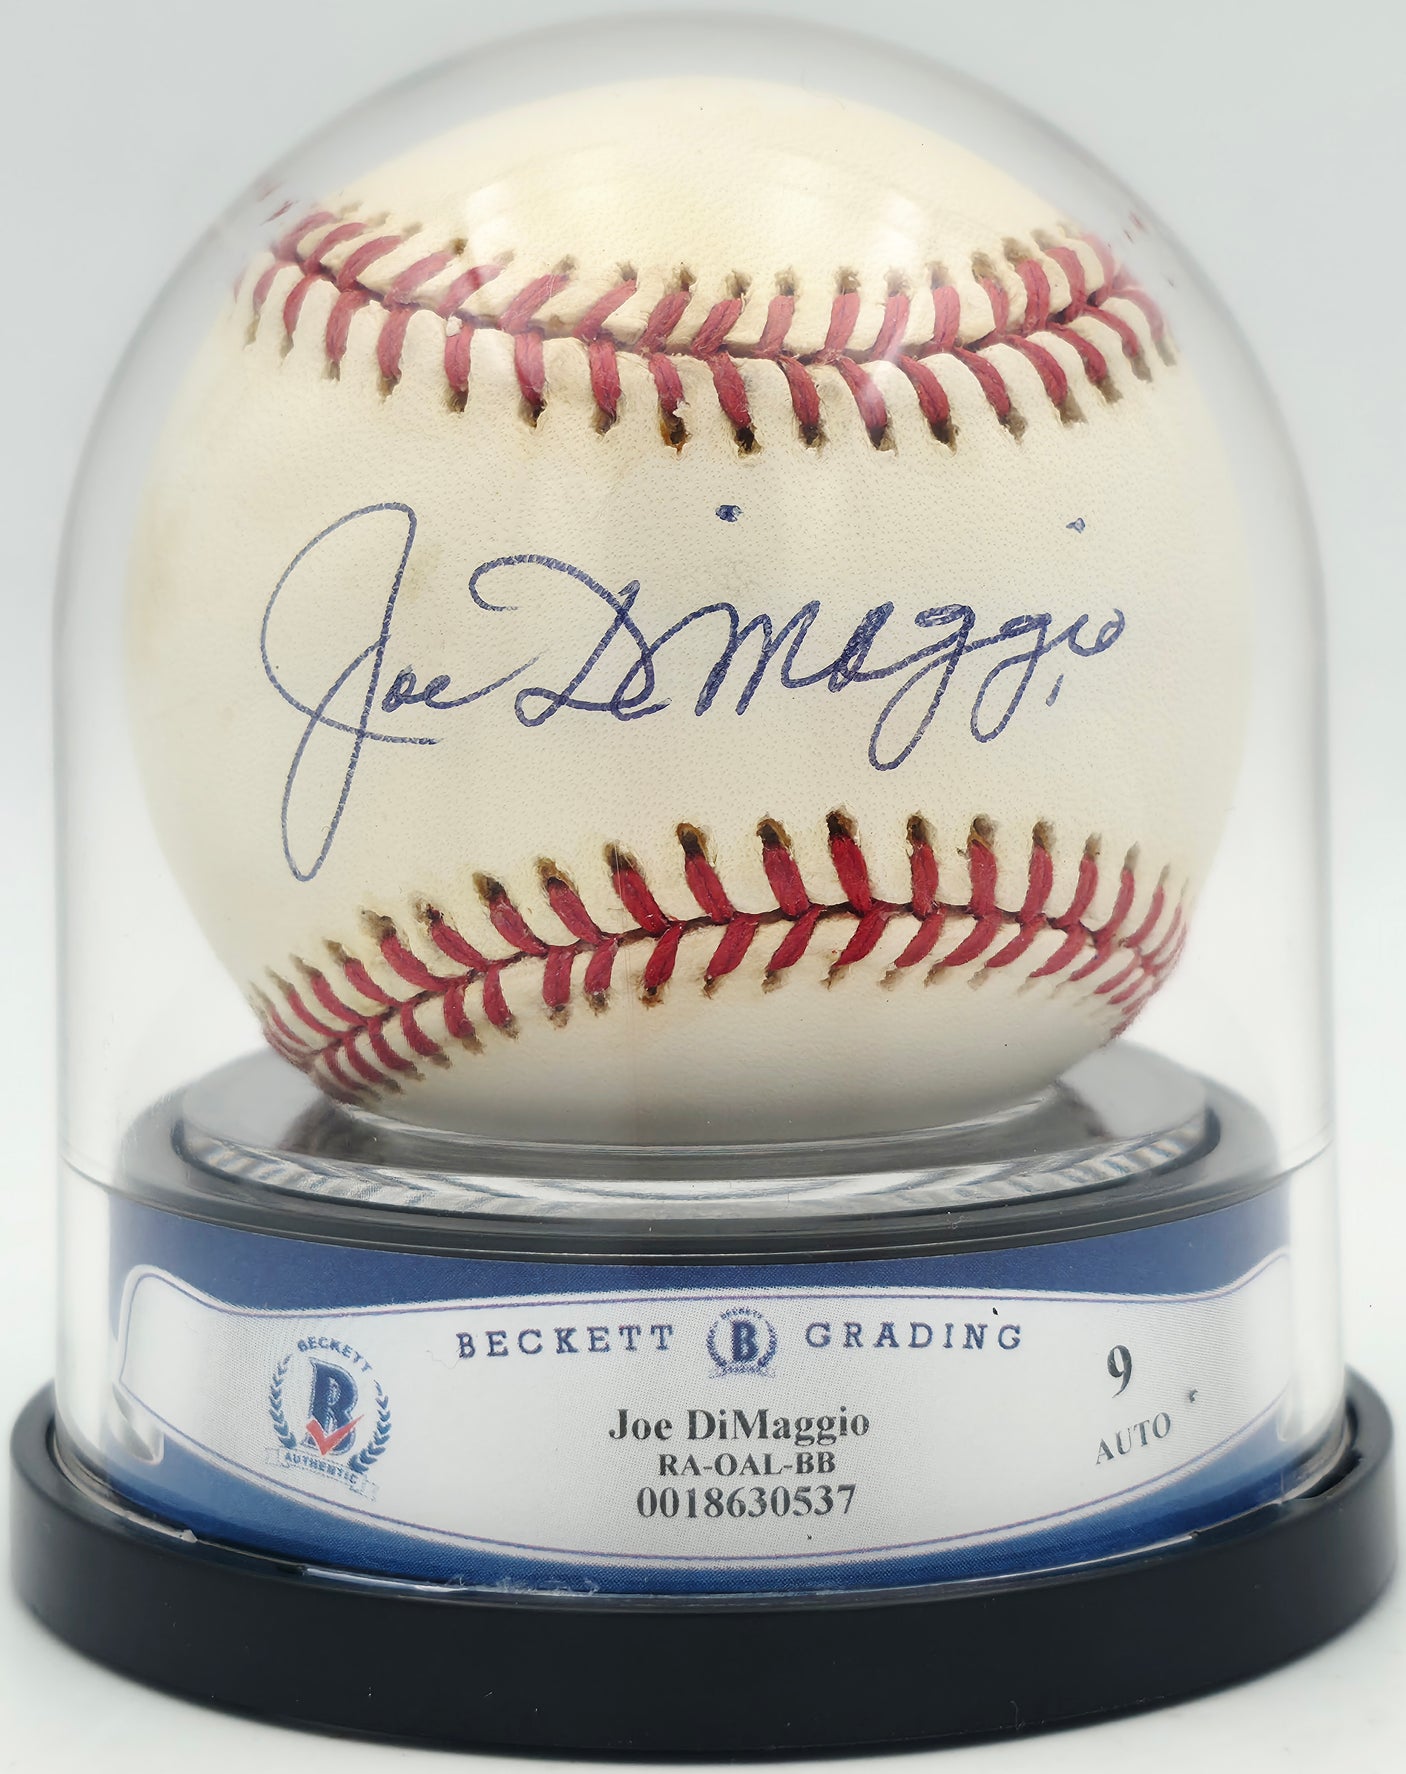 Joe DiMaggio
BECKETT B GRADING
BECKETT
B
AUTHENTIC
Joe DiMaggio
RA-OAL-BB
0018630537
9
AUTO